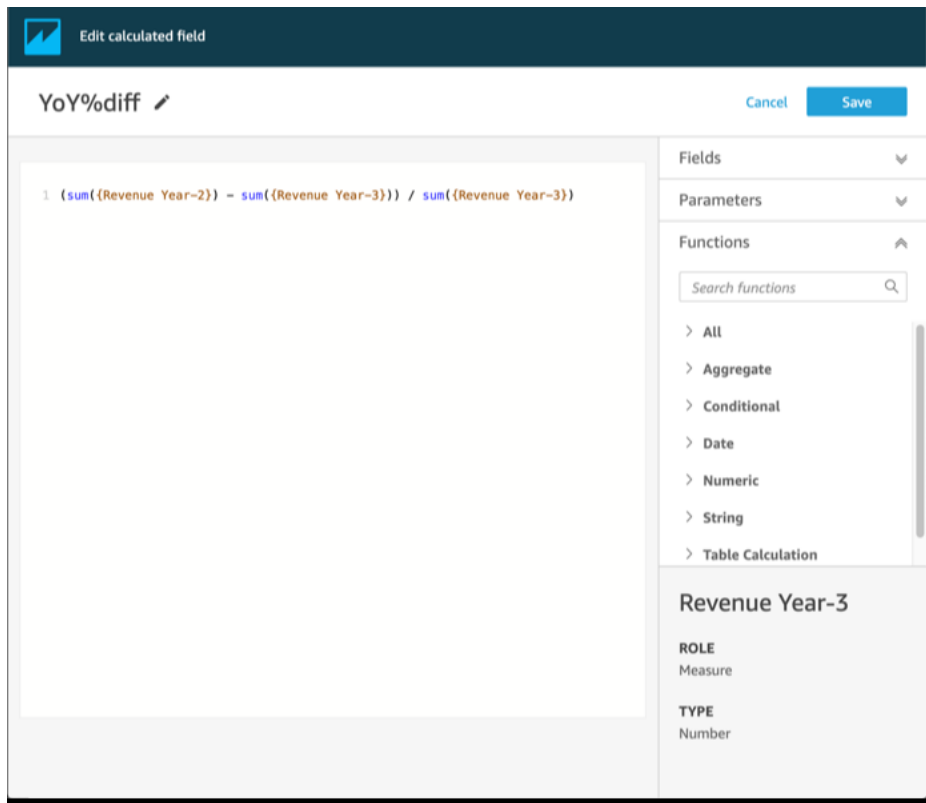 Edit calculated field
YoY%diff
Cancel
Save
1 (sum({Revenue Year-2}) - sum({Revenue Year-3})) / sum({Revenue Year-3})
Fields
Parameters
Functions
Search functions
All
Aggregate
Conditional
Date
Numeric
String
Table Calculation
Revenue Year-3
ROLE
Measure
TYPE
Number